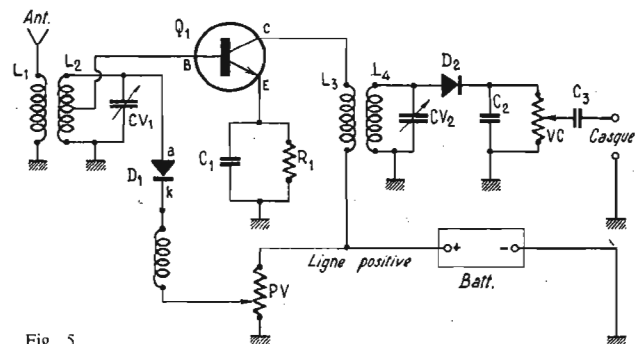 Ant.
L1 L2
Q1
C
B
E
CV1
a
D1
k
C1
R1
L3 L4
D2
CV2
C2
VC
C3
Casque
PV
Ligne positive
+ -
Batt.
Fig. 5